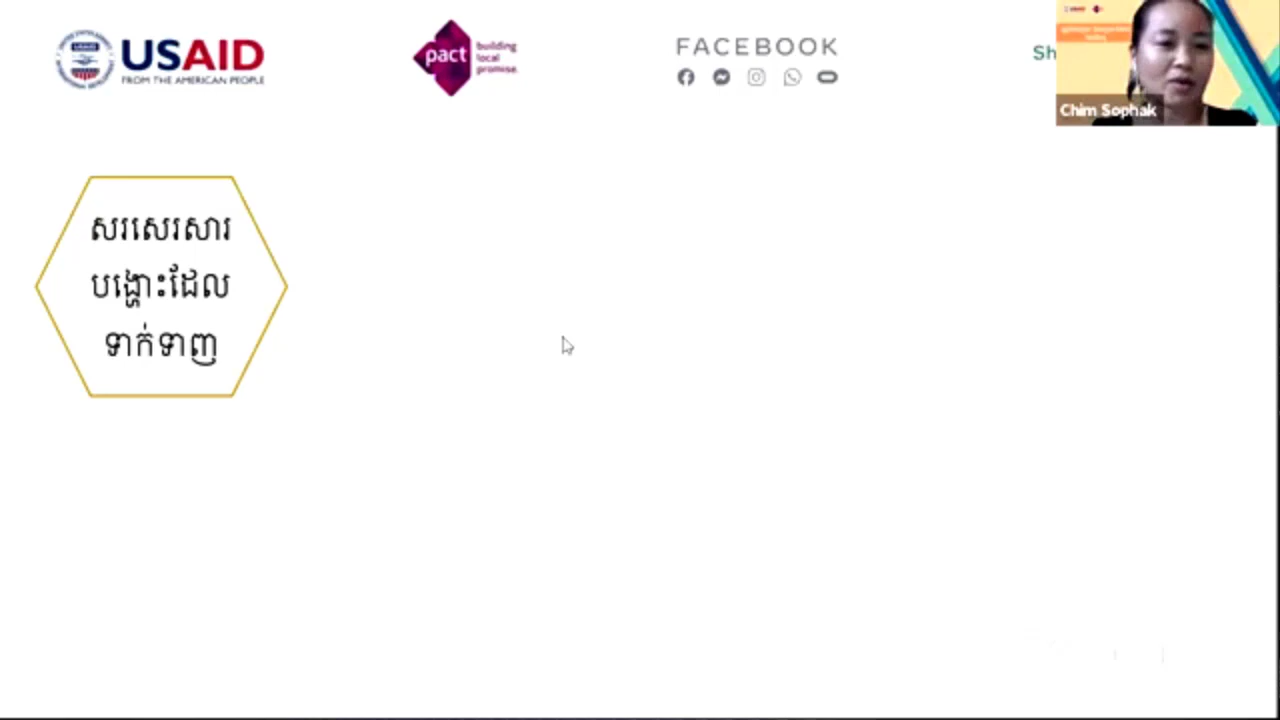 USAID
FROM THE AMERICAN PEOPLE
pact
building
local
promise.
FACEBOOK
Sh
Chim Sophak
សរសេរសារ
បង្ហោះដែល
ទាក់ទាញ